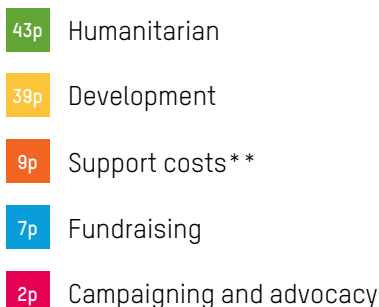 43p Humanitarian
39p Development
9p Support costs**
7p Fundraising
2p Campaigning and advocacy